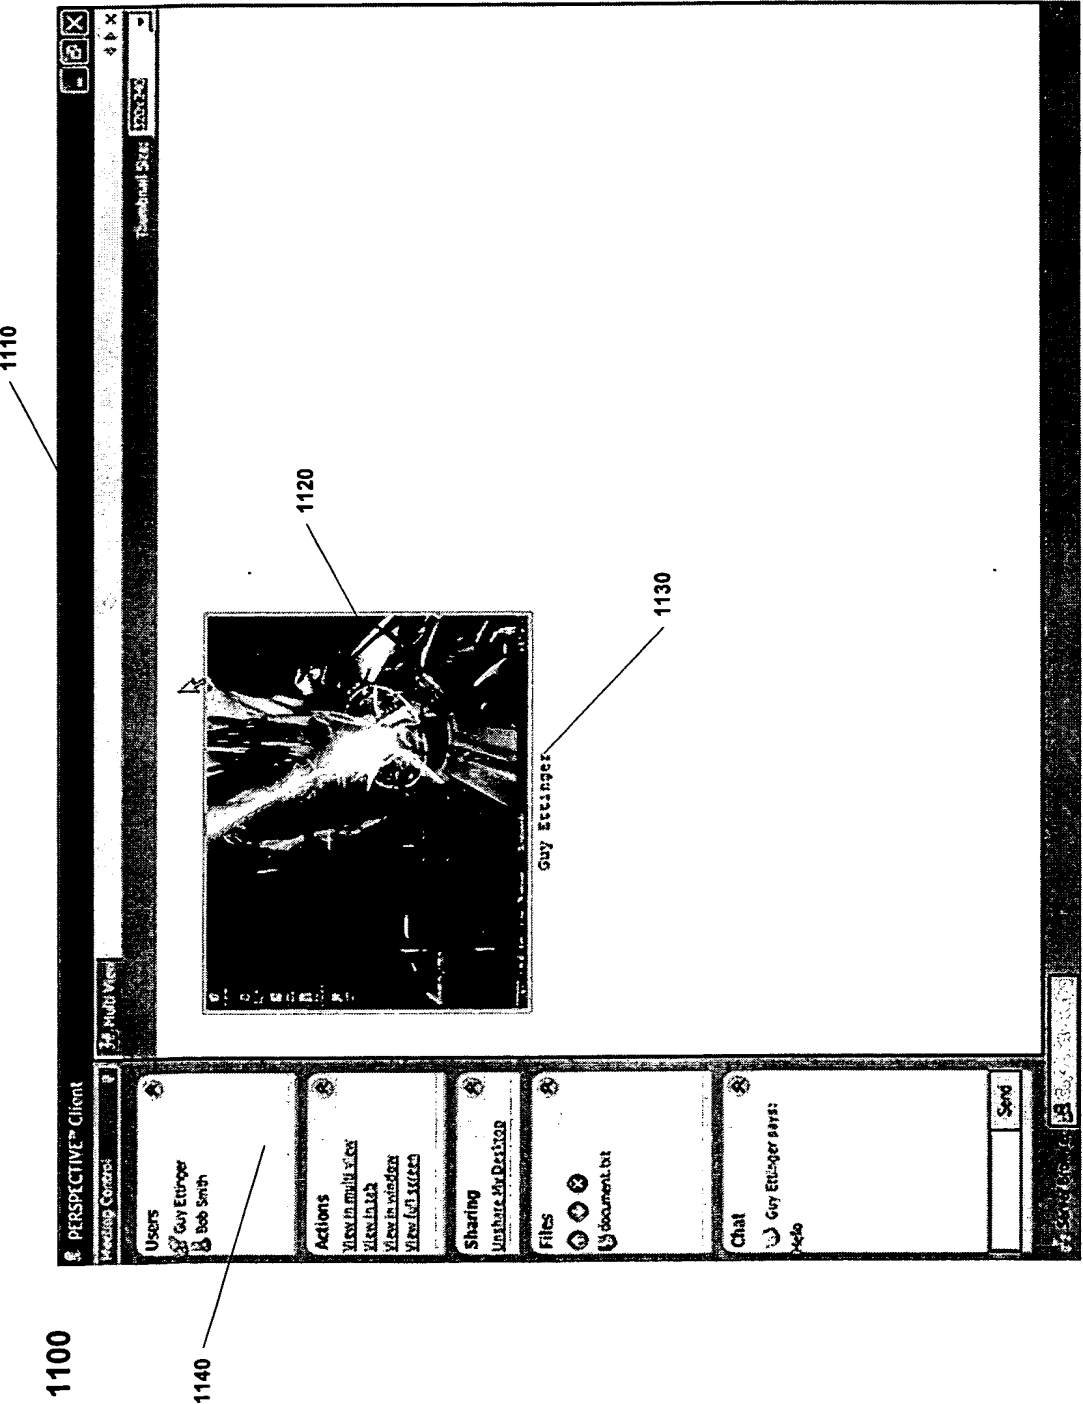 1100
1110
PERSPECTIVE™ Client
Meeting Control
Multi View
Thumbnail Size: 320x240
1140
Users
Guy Ettinger
Bob Smith
Actions
View in multi view
View in tab
View in window
View full screen
Sharing
Unshare My Desktop
Files
document.txt
Chat
Guy Ettinger says:
Hello
Send
1120
1130
Guy Ettinger